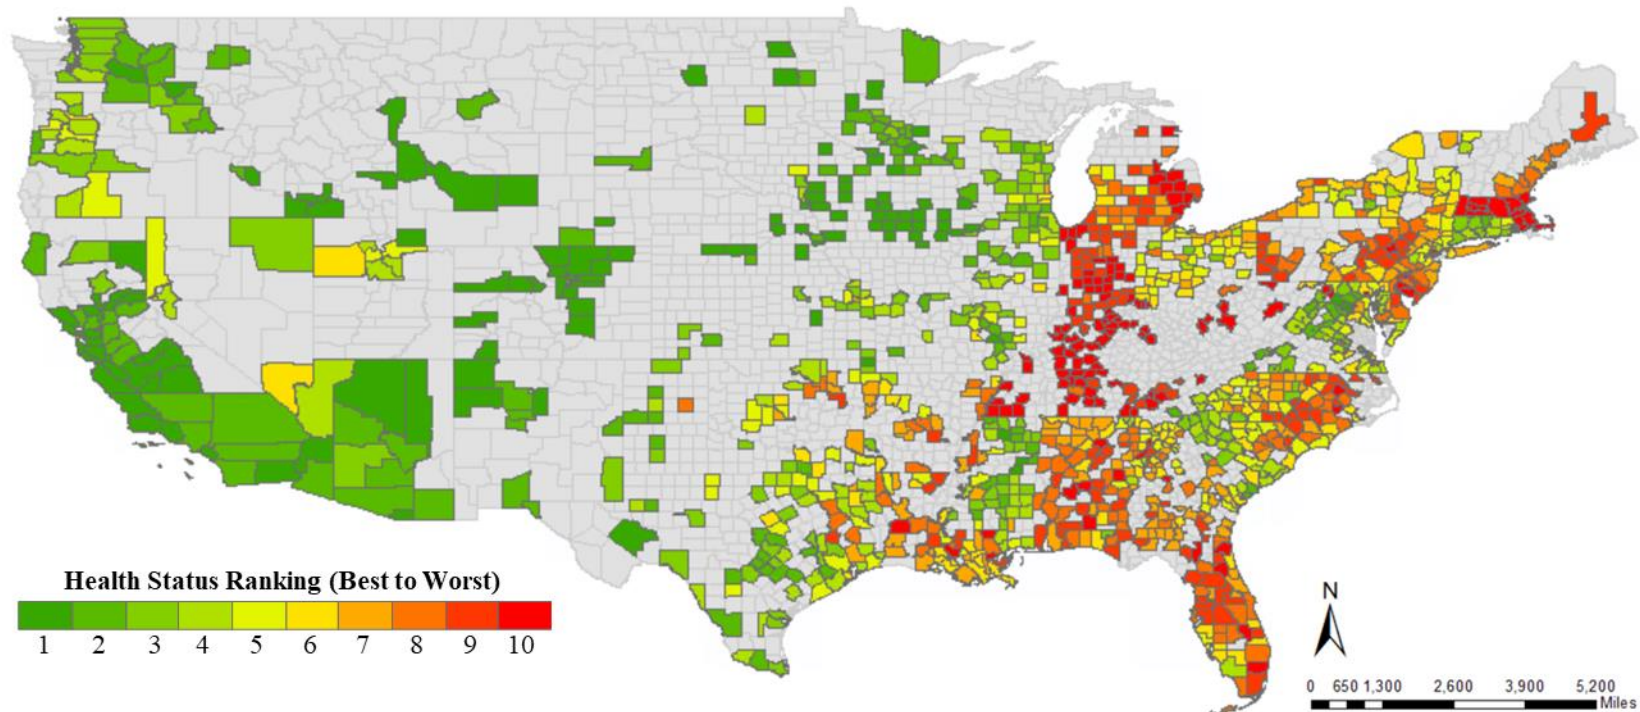 Health Status Ranking (Best to Worst)
1 2 3 4 5 6 7 8 9 10
N
0 650 1,300 2,600 3,900 5,200
Miles